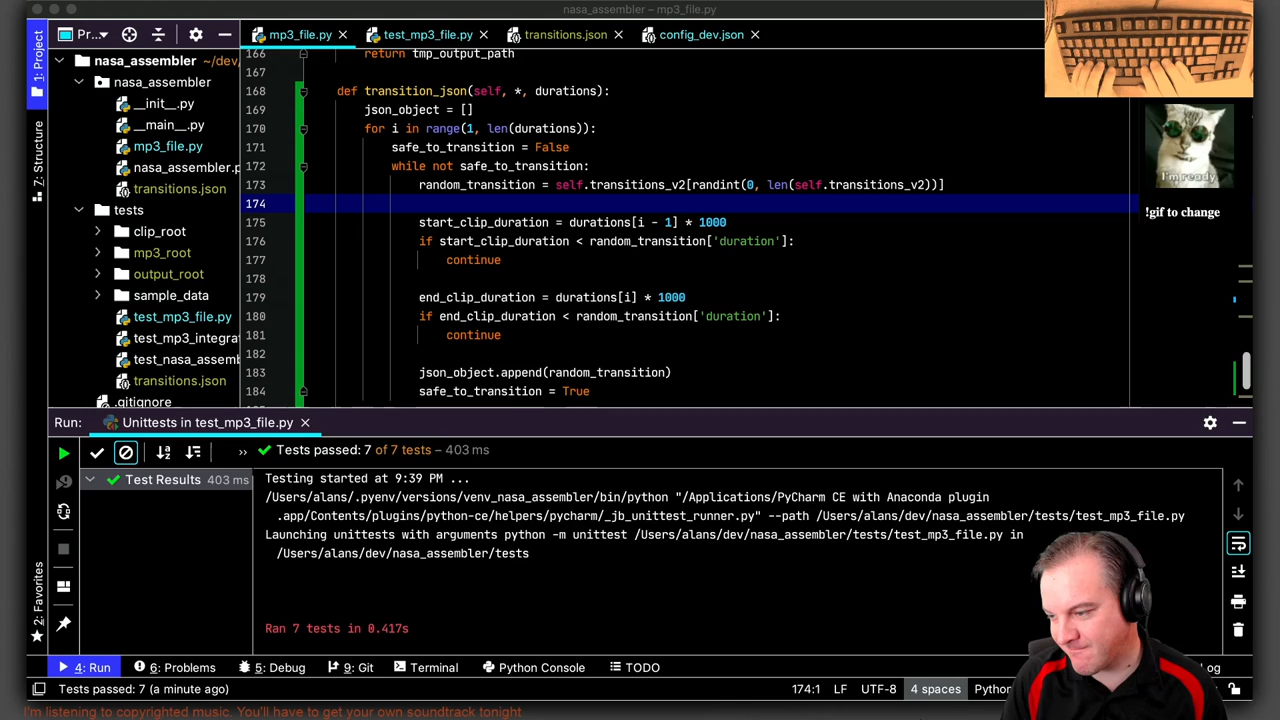 nasa_assembler – mp3_file.py
1: Project
7: Structure
2: Favorites
Pr...
mp3_file.py
test_mp3_file.py
transitions.json
config_dev.json
nasa_assembler ~/dev/
nasa_assembler
__init__.py
__main__.py
mp3_file.py
nasa_assembler.p
transitions.json
tests
clip_root
mp3_root
output_root
sample_data
test_mp3_file.py
test_mp3_integra
test_nasa_assemb
transitions.json
.gitignore
166 return tmp_output_path
167
168 def transition_json(self, *, durations):
169 json_object = []
170 for i in range(1, len(durations)):
171 safe_to_transition = False
172 while not safe_to_transition:
173 random_transition = self.transitions_v2[randint(0, len(self.transitions_v2))]
174
175 start_clip_duration = durations[i - 1] * 1000
176 if start_clip_duration < random_transition['duration']:
177 continue
178
179 end_clip_duration = durations[i] * 1000
180 if end_clip_duration < random_transition['duration']:
181 continue
182
183 json_object.append(random_transition)
184 safe_to_transition = True
I'm ready
!gif to change
Run: Unittests in test_mp3_file.py
» Tests passed: 7 of 7 tests – 403 ms
Test Results 403 ms
Testing started at 9:39 PM ...
/Users/alans/.pyenv/versions/venv_nasa_assembler/bin/python "/Applications/PyCharm CE with Anaconda plugin
.app/Contents/plugins/python-ce/helpers/pycharm/_jb_unittest_runner.py" --path /Users/alans/dev/nasa_assembler/tests/test_mp3_file.py
Launching unittests with arguments python -m unittest /Users/alans/dev/nasa_assembler/tests/test_mp3_file.py in
/Users/alans/dev/nasa_assembler/tests
Ran 7 tests in 0.417s
4: Run 6: Problems 5: Debug 9: Git Terminal Python Console TODO
Tests passed: 7 (a minute ago) 174:1 LF UTF-8 4 spaces Python
I'm listening to copyrighted music. You'll have to get your own soundtrack tonight